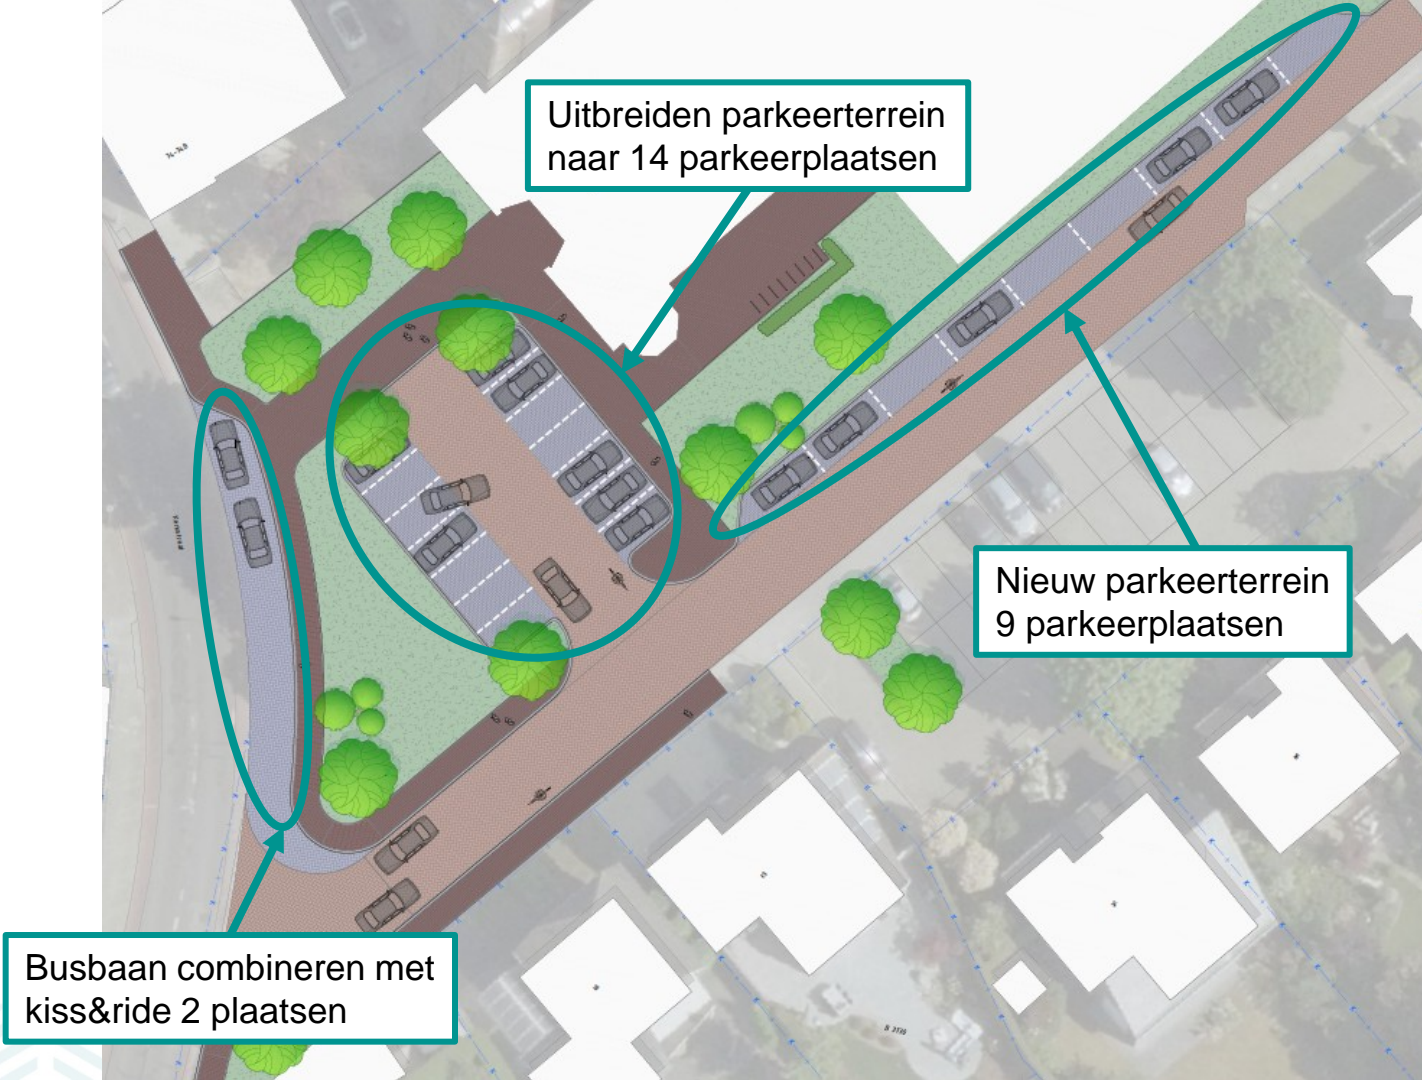 Uitbreiden parkeerterrein
naar 14 parkeerplaatsen
Nieuw parkeerterrein
9 parkeerplaatsen
Busbaan combineren met
kiss&ride 2 plaatsen